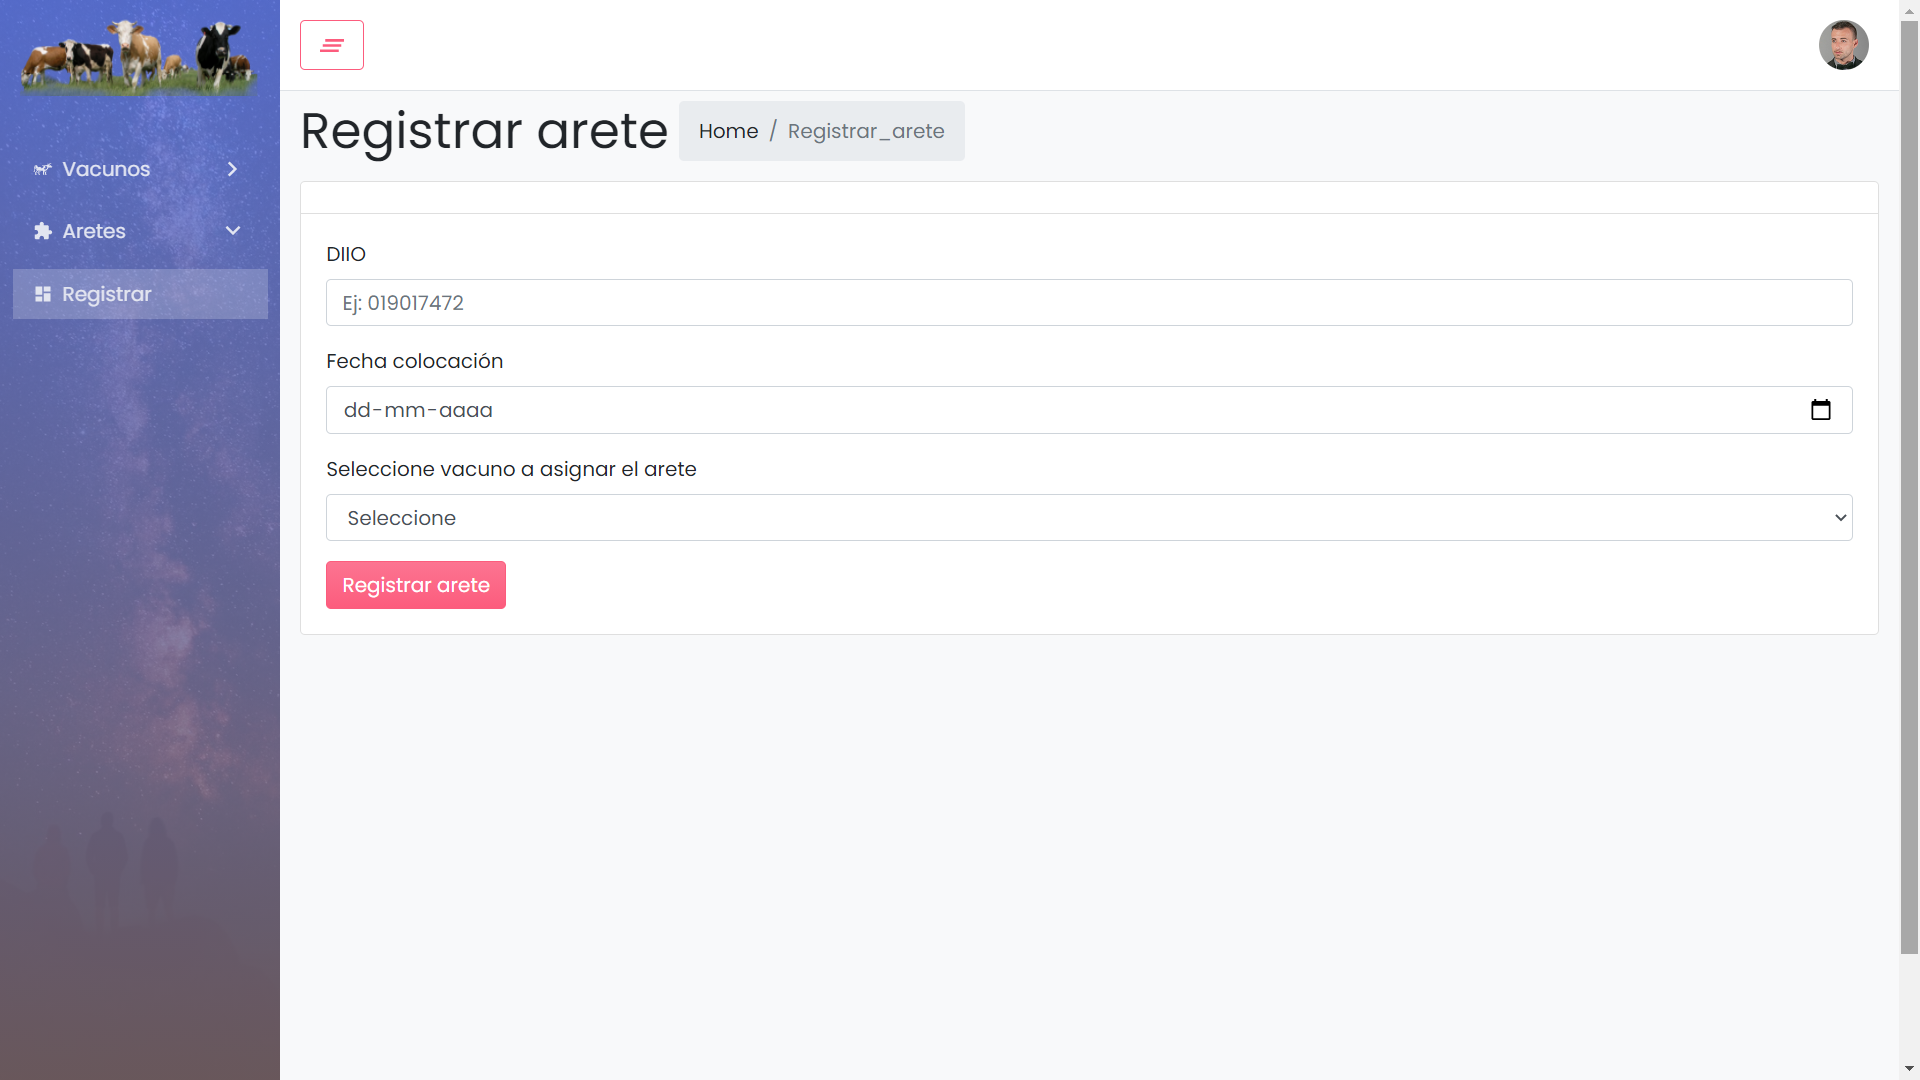 Vacunos
Aretes
Registrar
Registrar arete
Home / Registrar_arete
DIIO
Ej: 019017472
Fecha colocación
dd-mm-aaaa
Seleccione vacuno a asignar el arete
Seleccione
Registrar arete